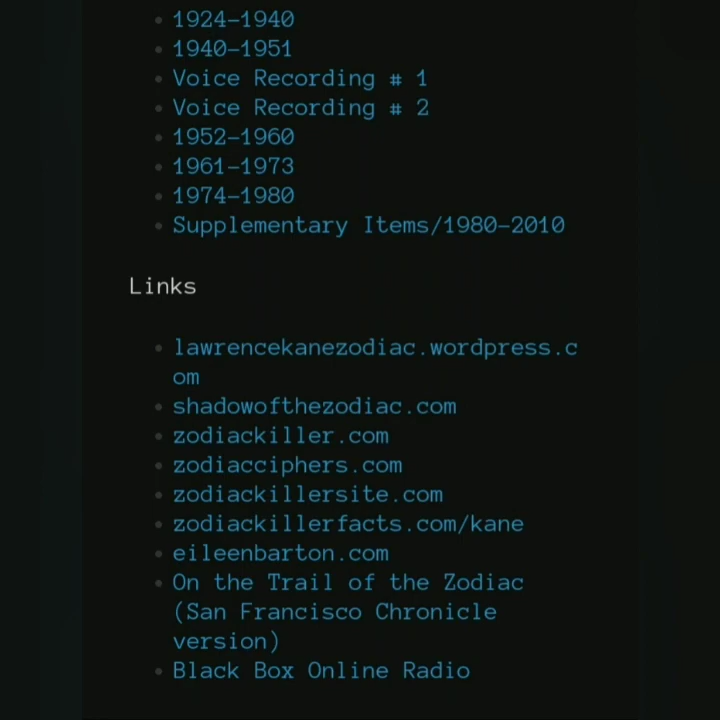 1924-1940
1940-1951
Voice Recording # 1
Voice Recording # 2
1952-1960
1961-1973
1974-1980
Supplementary Items/1980-2010
Links
lawrencekanezodiac.wordpress.c
om
shadowofthezodiac.com
zodiackiller.com
zodiacciphers.com
zodiackillersite.com
zodiackillerfacts.com/kane
eileenbarton.com
On the Trail of the Zodiac
(San Francisco Chronicle
version)
Black Box Online Radio